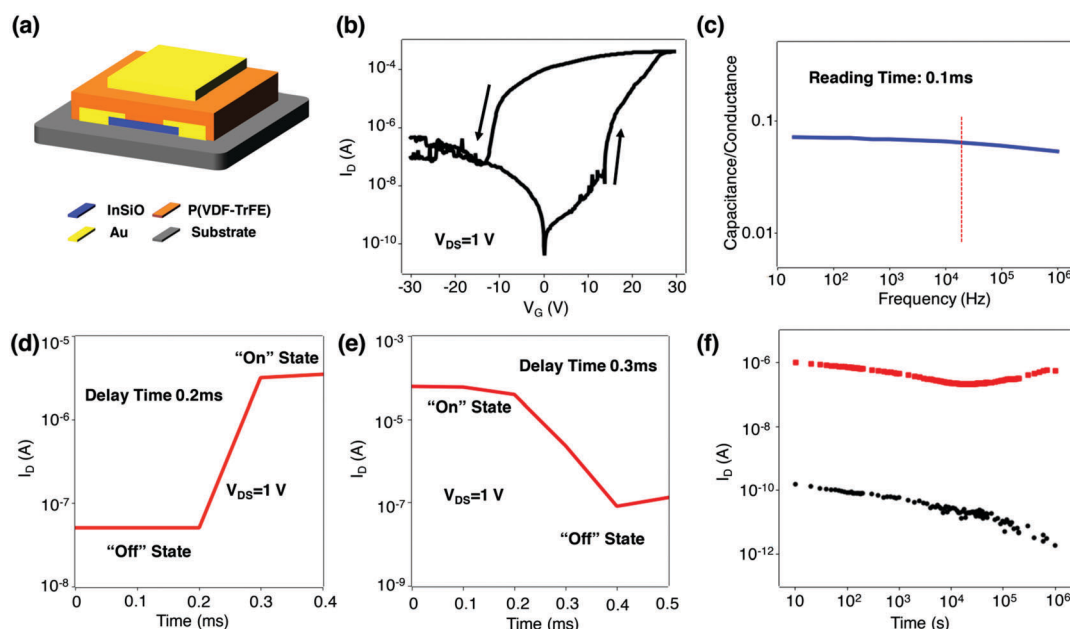 (a)
InSiO
P(VDF-TrFE)
Au
Substrate
(b)
I_D (A)
10⁻⁴
10⁻⁶
10⁻⁸
10⁻¹⁰
V_DS=1 V
-30 -20 -10 0 10 20 30
V_G (V)
(c)
Capacitance/Conductance
Reading Time: 0.1ms
0.1
0.01
10 10² 10³ 10⁴ 10⁵ 10⁶
Frequency (Hz)
(d)
I_D (A)
10⁻⁵
10⁻⁶
10⁻⁷
10⁻⁸
“On” State
Delay Time 0.2ms
V_DS=1 V
“Off” State
0 0.1 0.2 0.3 0.4
Time (ms)
(e)
I_D (A)
10⁻³
10⁻⁵
10⁻⁷
10⁻⁹
Delay Time 0.3ms
“On” State
V_DS=1 V
“Off” State
0 0.1 0.2 0.3 0.4 0.5
Time (ms)
(f)
I_D (A)
10⁻⁶
10⁻⁸
10⁻¹⁰
10⁻¹²
10 10² 10³ 10⁴ 10⁵ 10⁶
Time (s)